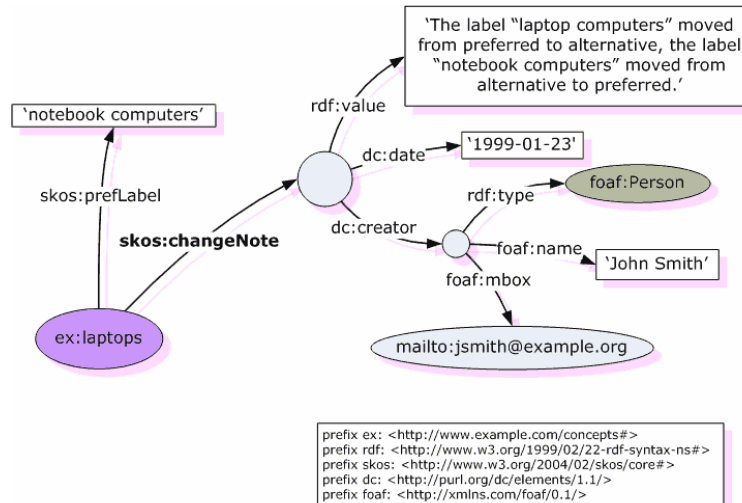 ‘The label “laptop computers” moved
from preferred to alternative, the label
“notebook computers” moved from
alternative to preferred.’
rdf:value
‘notebook computers’
dc:date
‘1999-01-23'
skos:prefLabel
rdf:type
foaf:Person
dc:creator
skos:changeNote
foaf:name
‘John Smith’
foaf:mbox
ex:laptops
mailto:jsmith@example.org
prefix ex: <http://www.example.com/concepts#>
prefix rdf: <http://www.w3.org/1999/02/22-rdf-syntax-ns#>
prefix skos: <http://www.w3.org/2004/02/skos/core#>
prefix dc: <http://purl.org/dc/elements/1.1/>
prefix foaf: <http://xmlns.com/foaf/0.1/>